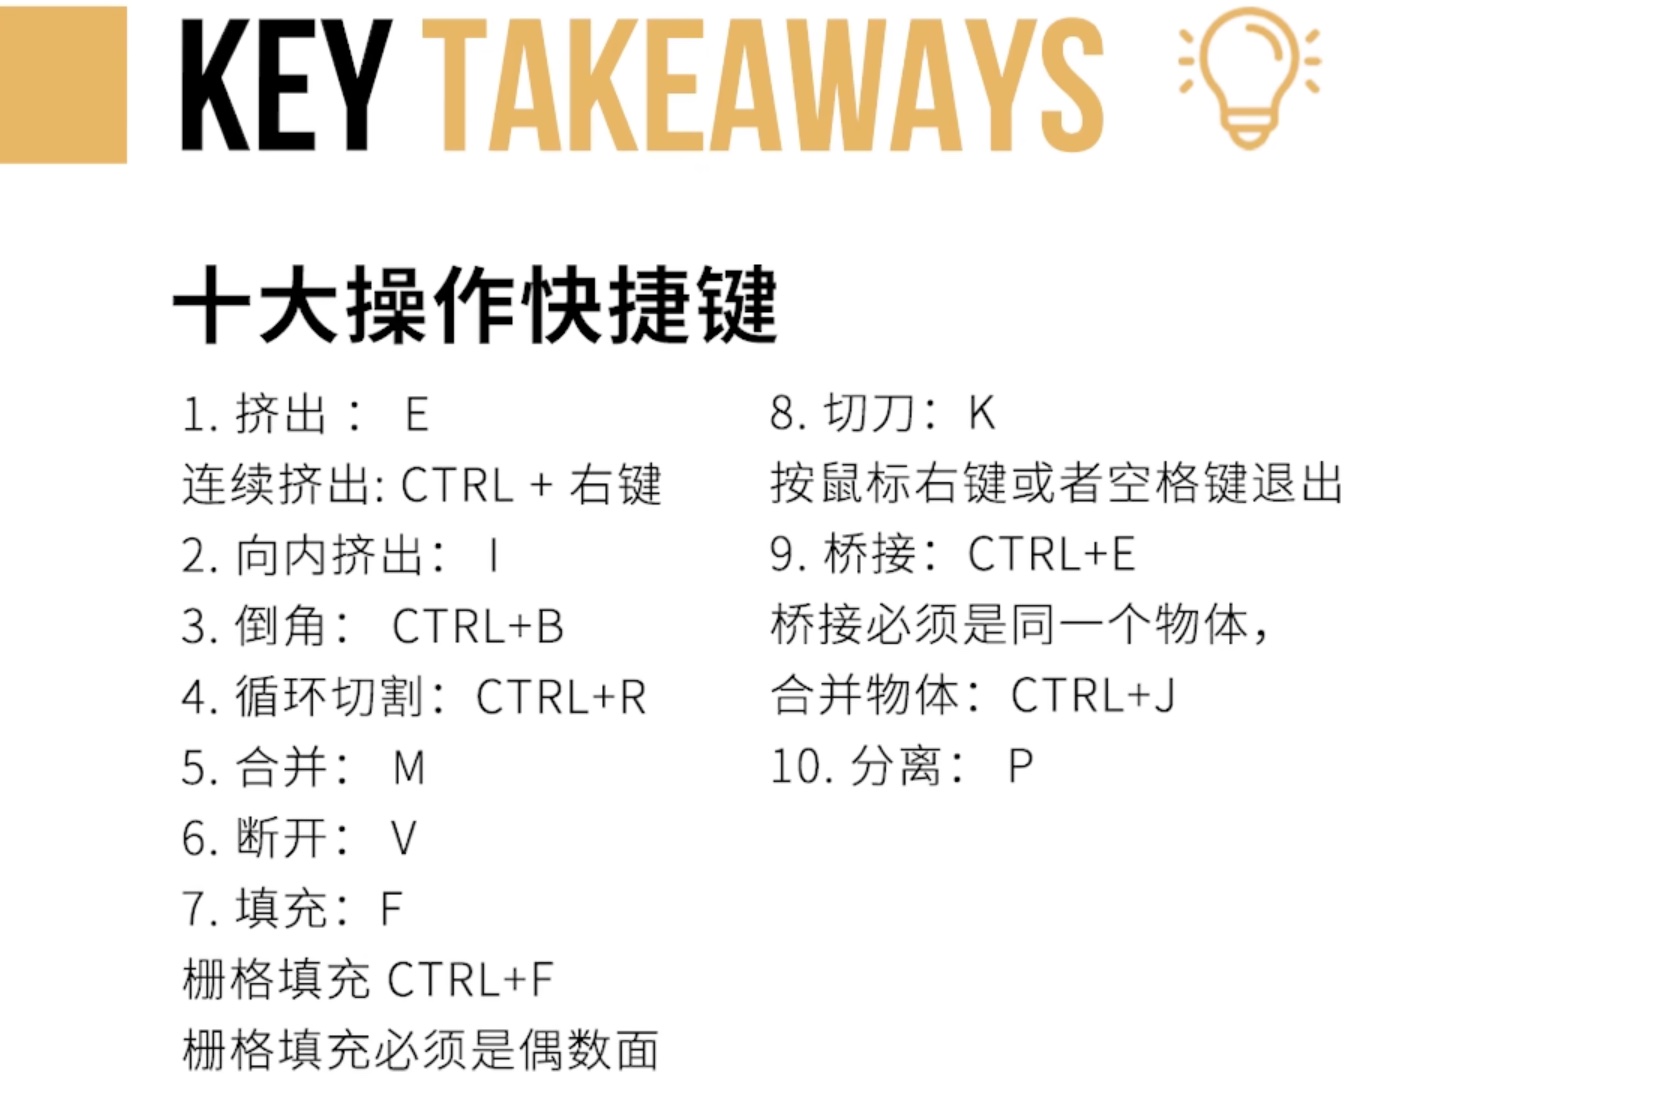 KEY TAKEAWAYS
十大操作快捷键
1. 挤出： E
连续挤出: CTRL + 右键
2. 向内挤出： I
3. 倒角： CTRL+B
4. 循环切割：CTRL+R
5. 合并： M
6. 断开： V
7. 填充：F
栅格填充 CTRL+F
栅格填充必须是偶数面
8. 切刀：K
按鼠标右键或者空格键退出
9. 桥接：CTRL+E
桥接必须是同一个物体，
合并物体：CTRL+J
10. 分离： P